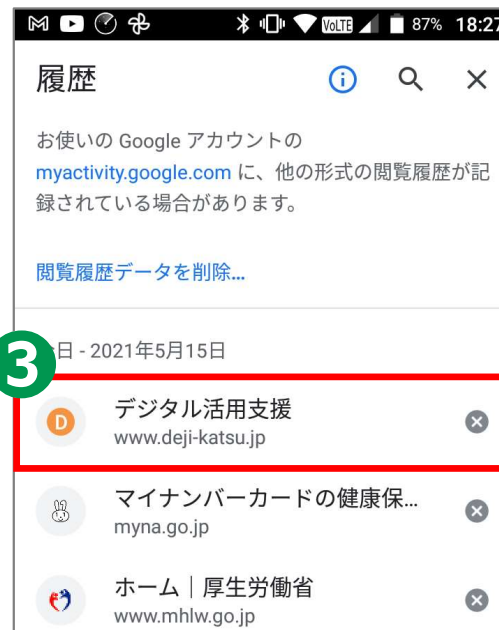 VoLTE 87% 18:27
履歴
お使いの Google アカウントの
myactivity.google.com に、他の形式の閲覧履歴が記
録されている場合があります。
閲覧履歴データを削除...
日 - 2021年5月15日
3
D
デジタル活用支援
www.deji-katsu.jp
マイナンバーカードの健康保...
myna.go.jp
ホーム｜厚生労働省
www.mhlw.go.jp